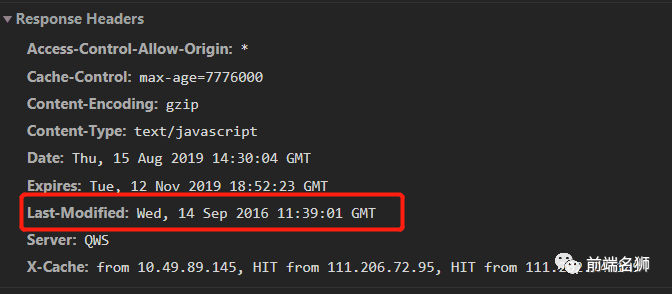 Response Headers
Access-Control-Allow-Origin: *
Cache-Control: max-age=7776000
Content-Encoding: gzip
Content-Type: text/javascript
Date: Thu, 15 Aug 2019 14:30:04 GMT
Expires: Tue, 12 Nov 2019 18:52:23 GMT
Last-Modified: Wed, 14 Sep 2016 11:39:01 GMT
Server: QWS
X-Cache: from 10.49.89.145, HIT from 111.206.72.95, HIT from
前端名狮